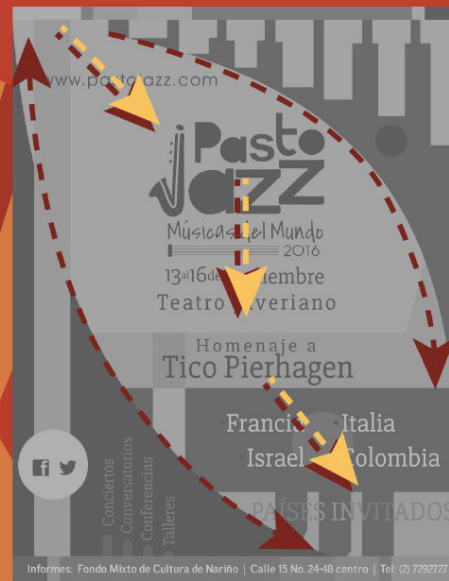 www.pastojazz.com
Pasto
Jazz
Músicas del Mundo
2016
13 al 16 de
Teatro
Homenaje a
Tico Pierhagen
Francia Italia
Israel Colombia
PAÍSES INVITADOS
Conciertos
Conversatorios
Conferencias
Talleres
Informes: Fondo Mixto de Cultura de Nariño | Calle 15 No. 24-48 centro | Tel: (2) 7292727